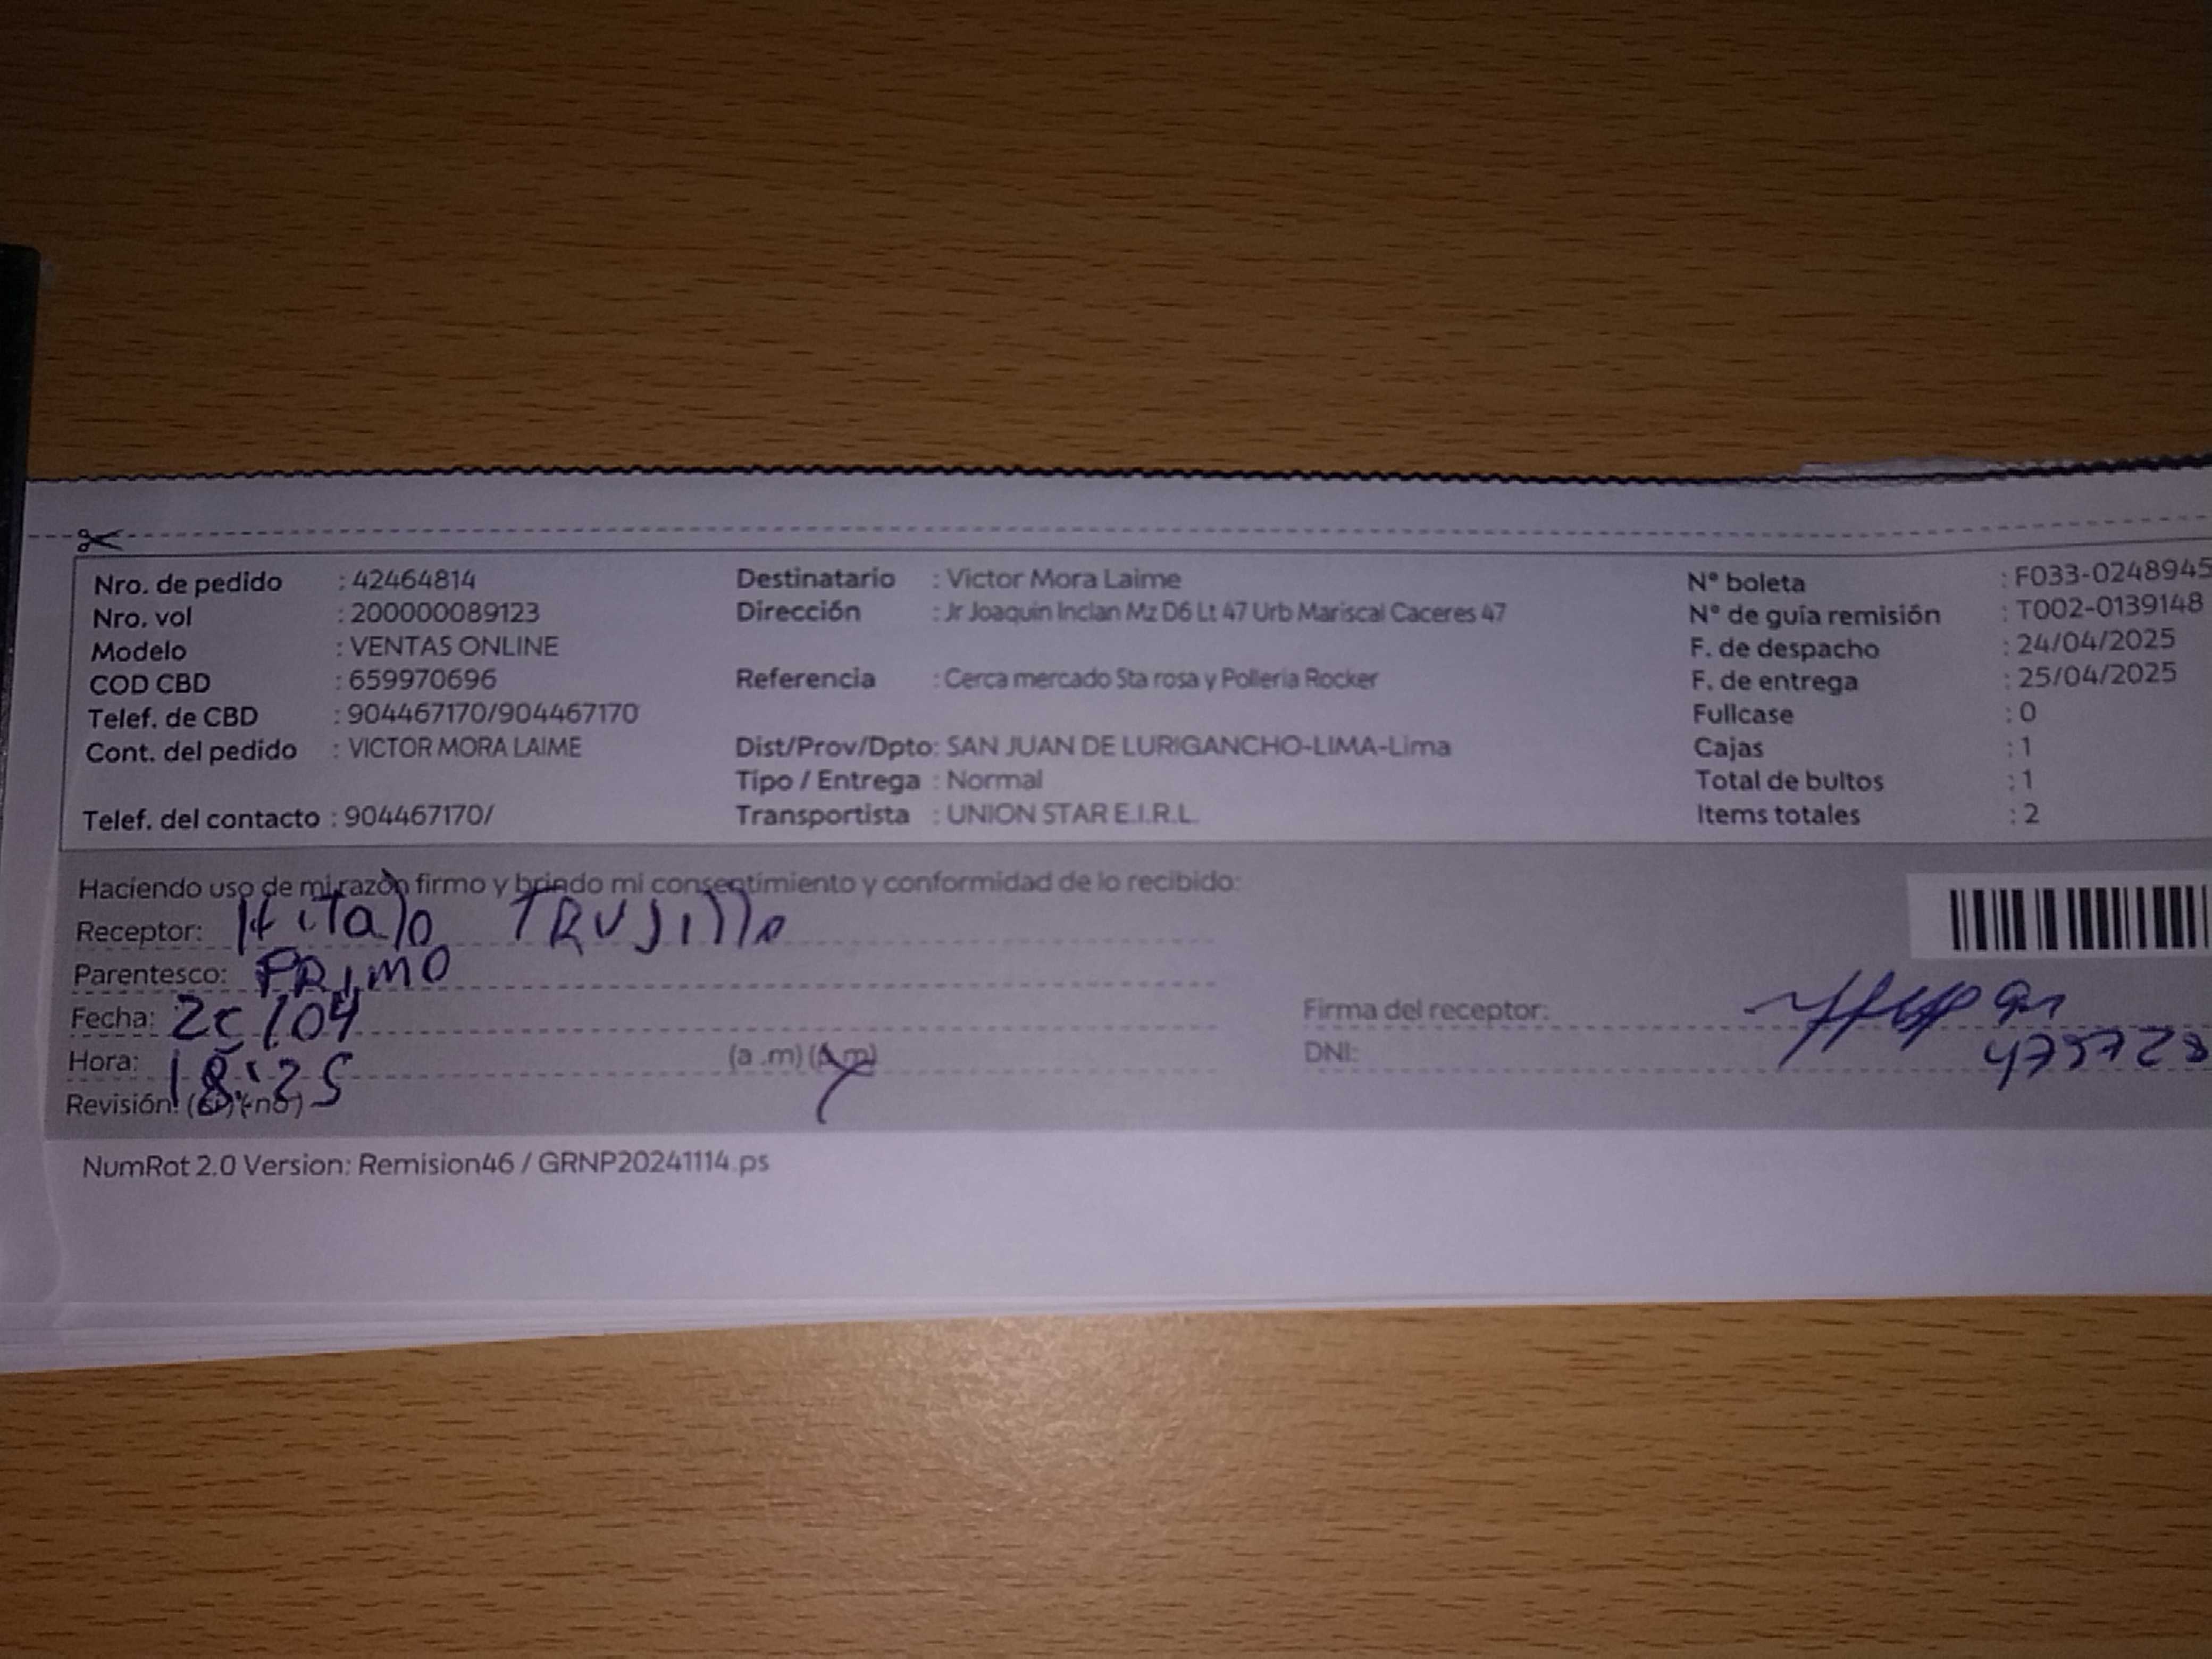 Nro. de pedido : 42464814
Nro. vol : 200000089123
Modelo : VENTAS ONLINE
COD CBD : 659970696
Telef. de CBD : 904467170/904467170
Cont. del pedido : VICTOR MORA LAIME
Telef. del contacto : 904467170/
Destinatario : Victor Mora Laime
Dirección : Jr Joaquin Inclan Mz D6 Lt 47 Urb Mariscal Caceres 47
Referencia : Cerca mercado Sta rosa y Polleria Rocker
Dist/Prov/Dpto: SAN JUAN DE LURIGANCHO-LIMA-Lima
Tipo / Entrega : Normal
Transportista : UNION STAR E.I.R.L.
N° boleta : F033-0248945
N° de guía remisión : T002-0139148
F. de despacho : 24/04/2025
F. de entrega : 25/04/2025
Fullcase : 0
Cajas : 1
Total de bultos : 1
Items totales : 2
Haciendo uso de mi razón firmo y brindo mi consentimiento y conformidad de lo recibido:
Receptor: TRUJillo
Parentesco: PRIMO
Fecha:
Hora: 18:25 (a .m) (p.m)
Revisión: (si) (no)
Firma del receptor:
DNI:
NumRot 2.0 Version: Remision46 / GRNP20241114.ps